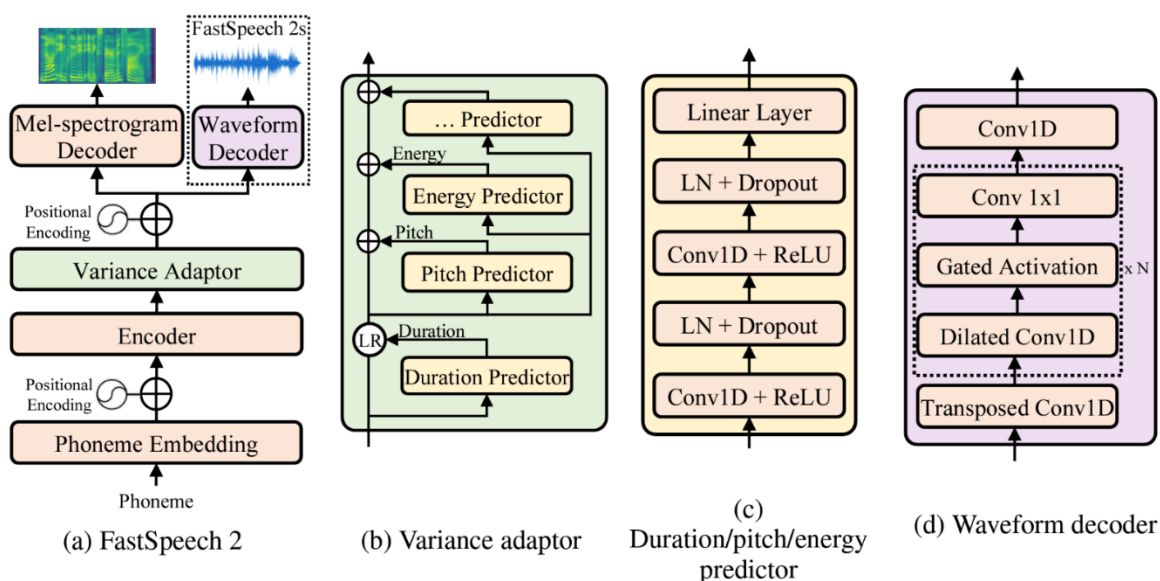 FastSpeech 2s
Mel-spectrogram
Decoder
Waveform
Decoder
Positional
Encoding
Variance Adaptor
Encoder
Positional
Encoding
Phoneme Embedding
Phoneme
(a) FastSpeech 2
... Predictor
Energy
Energy Predictor
Pitch
Pitch Predictor
LR
Duration
Duration Predictor
(b) Variance adaptor
Linear Layer
LN + Dropout
Conv1D + ReLU
LN + Dropout
Conv1D + ReLU
(c)
Duration/pitch/energy
predictor
Conv1D
Conv 1x1
Gated Activation
x N
Dilated Conv1D
Transposed Conv1D
(d) Waveform decoder